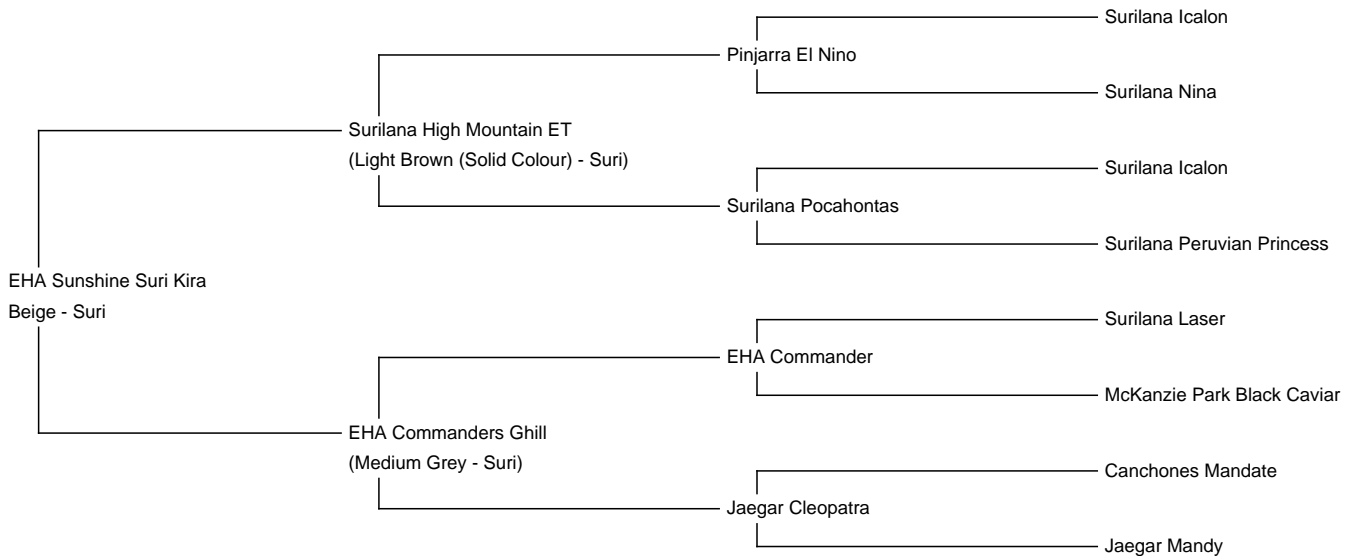 Surilana Icalon
Pinjarra El Nino
Surilana Nina
Surilana High Mountain ET
(Light Brown (Solid Colour) - Suri)
Surilana Icalon
Surilana Pocahontas
Surilana Peruvian Princess
EHA Sunshine Suri Kira
Beige - Suri
Surilana Laser
EHA Commander
McKanzie Park Black Caviar
EHA Commanders Ghill
(Medium Grey - Suri)
Canchones Mandate
Jaegar Cleopatra
Jaegar Mandy